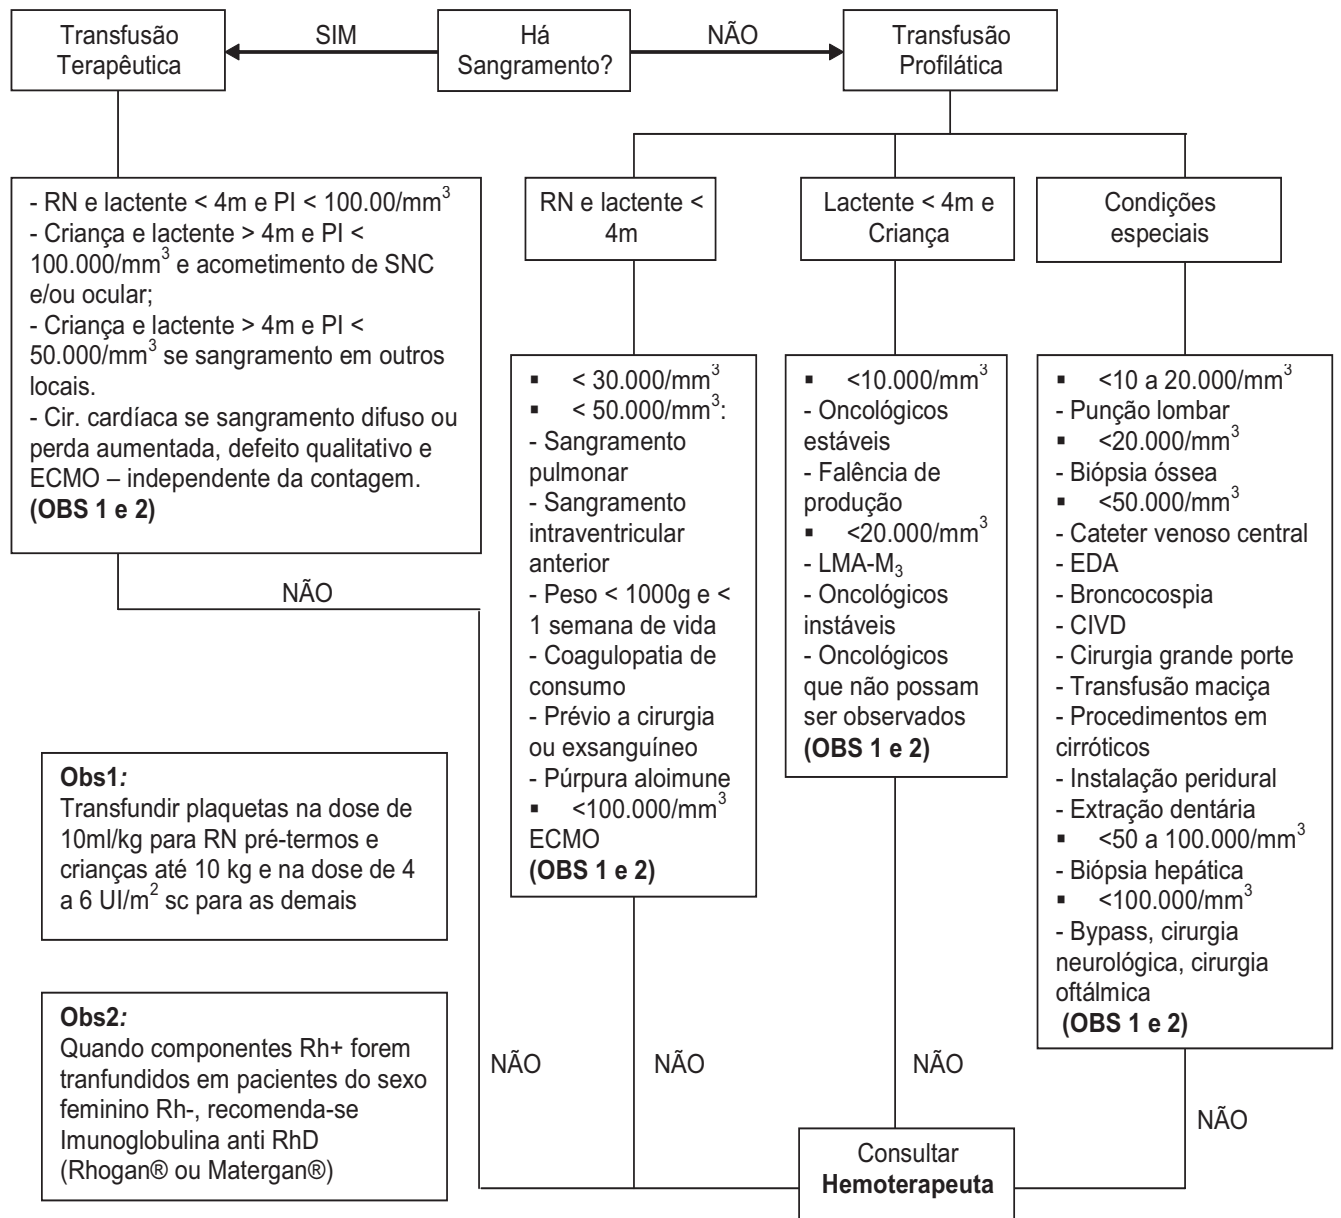 Transfusão
Terapêutica
SIM
Há
Sangramento?
NÃO
Transfusão
Profilática
- RN e lactente < 4m e PI < 100.00/mm³
- Criança e lactente > 4m e PI <
100.000/mm³ e acometimento de SNC
e/ou ocular;
- Criança e lactente > 4m e PI <
50.000/mm³ se sangramento em outros
locais.
- Cir. cardíaca se sangramento difuso ou
perda aumentada, defeito qualitativo e
ECMO – independente da contagem.
(OBS 1 e 2)
NÃO
RN e lactente <
4m
▪ < 30.000/mm³
▪ < 50.000/mm³:
- Sangramento
pulmonar
- Sangramento
intraventricular
anterior
- Peso < 1000g e <
1 semana de vida
- Coagulopatia de
consumo
- Prévio a cirurgia
ou exsanguíneo
- Púrpura aloimune
▪ <100.000/mm³
ECMO
(OBS 1 e 2)
Lactente < 4m e
Criança
▪ <10.000/mm³
- Oncológicos
estáveis
- Falência de
produção
▪ <20.000/mm³
- LMA-M₃
- Oncológicos
instáveis
- Oncológicos
que não possam
ser observados
(OBS 1 e 2)
Condições
especiais
▪ <10 a 20.000/mm³
- Punção lombar
▪ <20.000/mm³
- Biópsia óssea
▪ <50.000/mm³
- Cateter venoso central
- EDA
- Broncocospia
- CIVD
- Cirurgia grande porte
- Transfusão maciça
- Procedimentos em
cirróticos
- Instalação peridural
- Extração dentária
▪ <50 a 100.000/mm³
- Biópsia hepática
▪ <100.000/mm³
- Bypass, cirurgia
neurológica, cirurgia
oftálmica
(OBS 1 e 2)
Obs1:
Transfundir plaquetas na dose de
10ml/kg para RN pré-termos e
crianças até 10 kg e na dose de 4
a 6 UI/m² sc para as demais
Obs2:
Quando componentes Rh+ forem
tranfundidos em pacientes do sexo
feminino Rh-, recomenda-se
Imunoglobulina anti RhD
(Rhogan® ou Matergan®)
NÃO
NÃO
NÃO
NÃO
Consultar
Hemoterapeuta